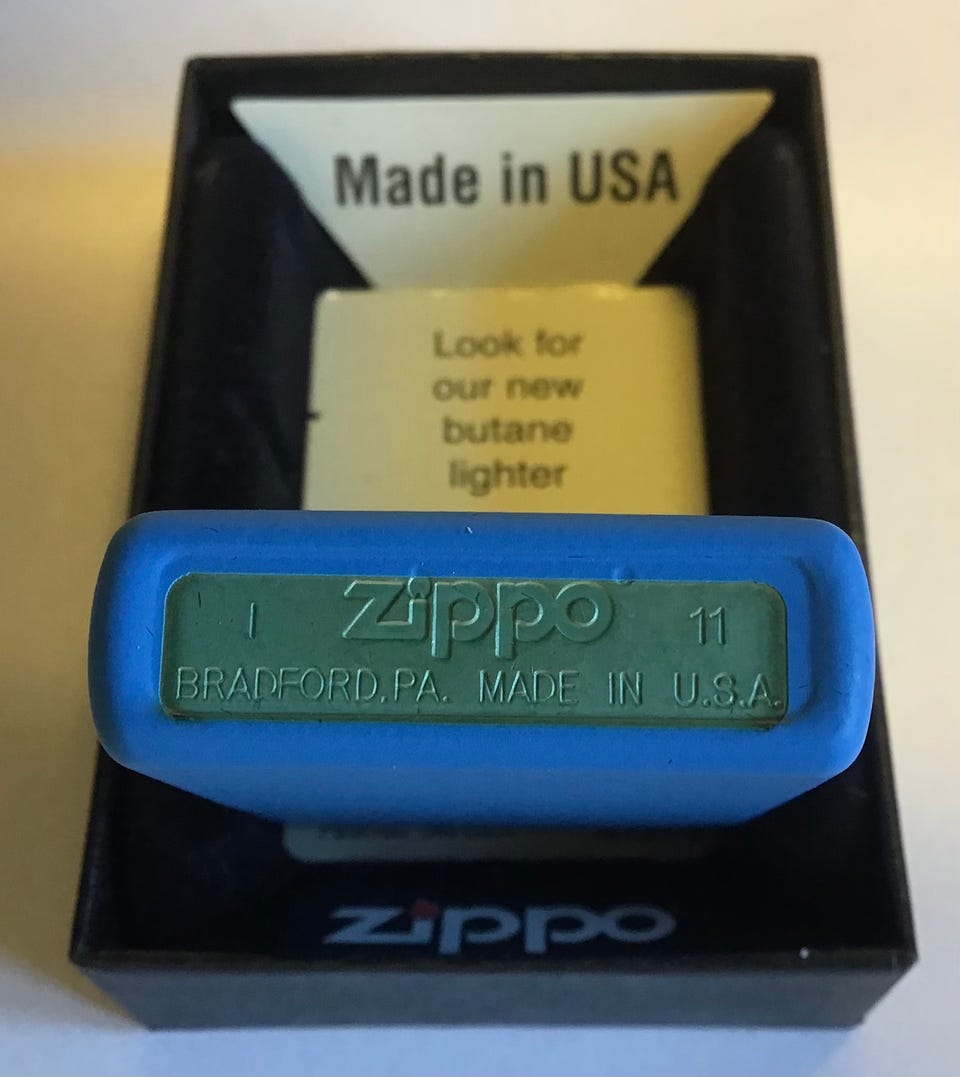 Made in USA
Look for
our new
butane
lighter
I zippo 11
BRADFORD, PA. MADE IN U.S.A.
zippo